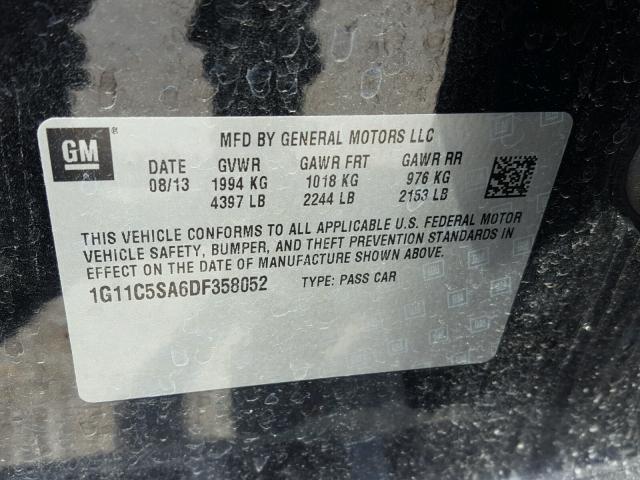 GM ®
MFD BY GENERAL MOTORS LLC
DATE GVWR GAWR FRT GAWR RR
08/13 1994 KG 1018 KG 976 KG
4397 LB 2244 LB 2153 LB
THIS VEHICLE CONFORMS TO ALL APPLICABLE U.S. FEDERAL MOTOR
VEHICLE SAFETY, BUMPER, AND THEFT PREVENTION STANDARDS IN
EFFECT ON THE DATE OF MANUFACTURE SHOWN ABOVE.
1G11C5SA6DF358052 TYPE: PASS CAR